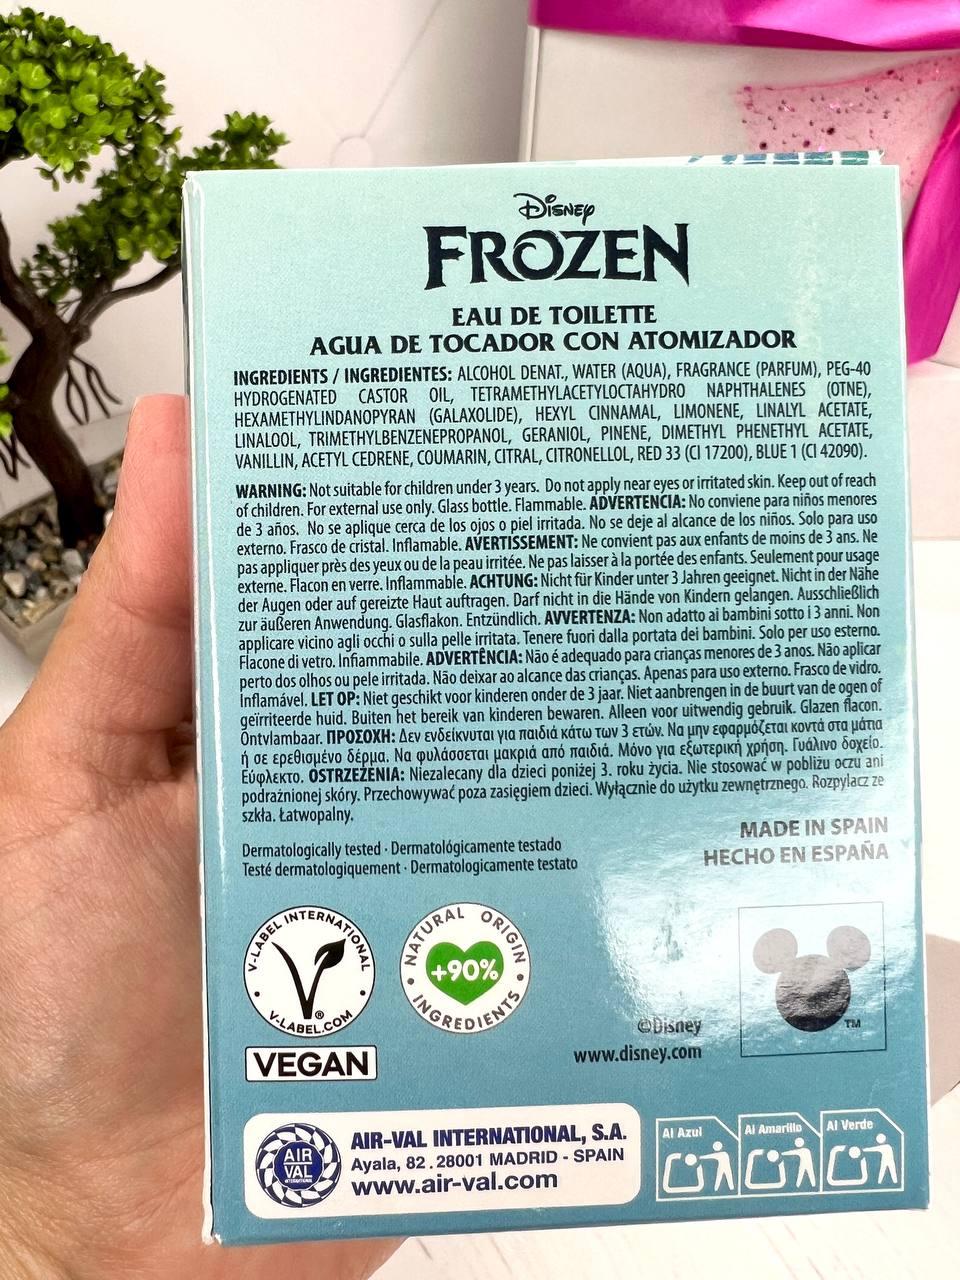 Disney
FROZEN
EAU DE TOILETTE
AGUA DE TOCADOR CON ATOMIZADOR
INGREDIENTS / INGREDIENTES: ALCOHOL DENAT., WATER (AQUA), FRAGRANCE (PARFUM), PEG-40
HYDROGENATED CASTOR OIL, TETRAMETHYLACETYLOCTAHYDRO NAPHTHALENES (OTNE),
HEXAMETHYLINDANOPYRAN (GALAXOLIDE), HEXYL CINNAMAL, LIMONENE, LINALYL ACETATE,
LINALOOL, TRIMETHYLBENZENEPROPANOL, GERANIOL, PINENE, DIMETHYL PHENETHYL ACETATE,
VANILLIN, ACETYL CEDRENE, COUMARIN, CITRAL, CITRONELLOL, RED 33 (CI 17200), BLUE 1 (CI 42090).
WARNING: Not suitable for children under 3 years. Do not apply near eyes or irritated skin. Keep out of reach
of children. For external use only. Glass bottle. Flammable. ADVERTENCIA: No conviene para niños menores
de 3 años. No se aplique cerca de los ojos o piel irritada. No se deje al alcance de los niños. Solo para uso
externo. Frasco de cristal. Inflamable. AVERTISSEMENT: Ne convient pas aux enfants de moins de 3 ans. Ne
pas appliquer près des yeux ou de la peau irritée. Ne pas laisser à la portée des enfants. Seulement pour usage
externe. Flacon en verre. Inflammable. ACHTUNG: Nicht für Kinder unter 3 Jahren geeignet. Nicht in der Nähe
der Augen oder auf gereizte Haut auftragen. Darf nicht in die Hände von Kindern gelangen. Ausschließlich
zur äußeren Anwendung. Glasflakon. Entzündlich. AVVERTENZA: Non adatto ai bambini sotto i 3 anni. Non
applicare vicino agli occhi o sulla pelle irritata. Tenere fuori dalla portata dei bambini. Solo per uso esterno.
Flacone di vetro. Infiammabile. ADVERTÊNCIA: Não é adequado para crianças menores de 3 anos. Não aplicar
perto dos olhos ou pele irritada. Não deixar ao alcance das crianças. Apenas para uso externo. Frasco de vidro.
Inflamável. LET OP: Niet geschikt voor kinderen onder de 3 jaar. Niet aanbrengen in de buurt van de ogen of
geïrriteerde huid. Buiten het bereik van kinderen bewaren. Alleen voor uitwendig gebruik. Glazen flacon.
Ontvlambaar. ΠΡΟΣΟΧΗ: Δεν ενδείκνυται για παιδιά κάτω των 3 ετών. Να μην εφαρμόζεται κοντά στα μάτια
ή σε ερεθισμένο δέρμα. Να φυλάσσεται μακριά από παιδιά. Μόνο για εξωτερική χρήση. Γυάλινο δοχείο.
Εύφλεκτο. OSTRZEŻENIA: Niezalecany dla dzieci poniżej 3. roku życia. Nie stosować w pobliżu oczu ani
podrażnionej skóry. Przechowywać poza zasięgiem dzieci. Wyłącznie do użytku zewnętrznego. Rozpylacz ze
szkła. Łatwopalny.
Dermatologically tested · Dermatológicamente testado
Testé dermatologiquement · Dermatologicamente testato
MADE IN SPAIN
HECHO EN ESPAÑA
V-LABEL INTERNATIONAL
V-LABEL.COM
®
VEGAN
NATURAL ORIGIN
+90%
INGREDIENTS
©Disney
www.disney.com
TM
AIR
VAL
INTERNATIONAL
AIR-VAL INTERNATIONAL, S.A.
Ayala, 82 . 28001 MADRID - SPAIN
www.air-val.com
Al Azul
Al Amarillo
Al Verde